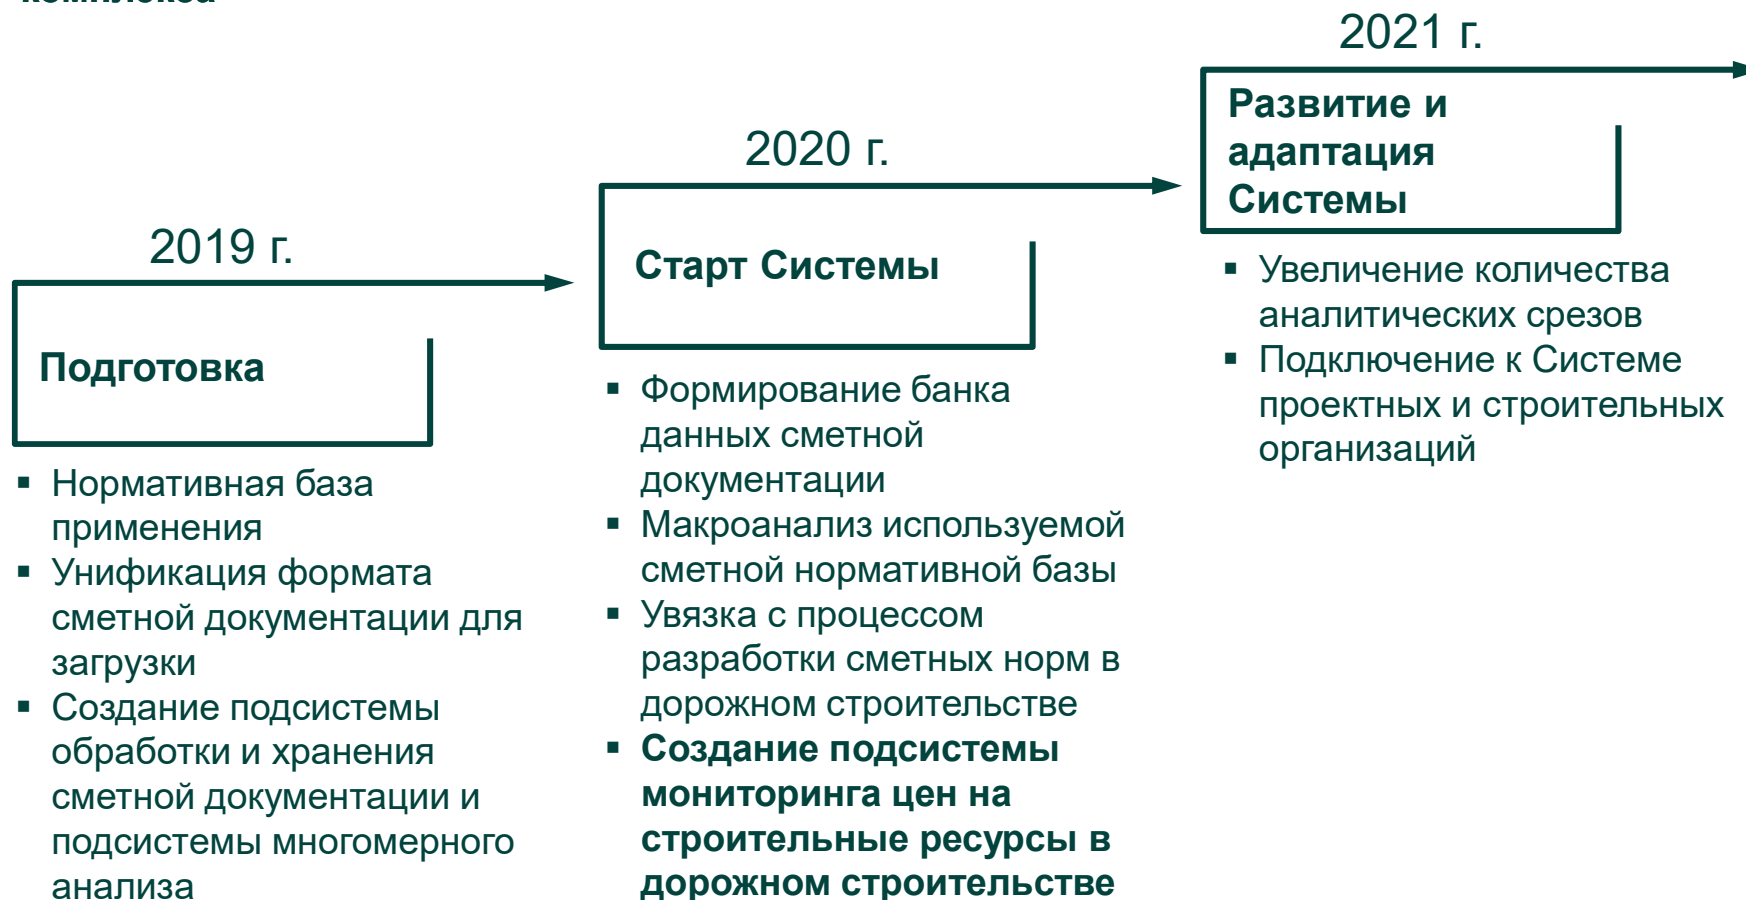 комплекса
2019 г.
Подготовка
▪ Нормативная база
применения
▪ Унификация формата
сметной документации для
загрузки
▪ Создание подсистемы
обработки и хранения
сметной документации и
подсистемы многомерного
анализа
2020 г.
Старт Системы
▪ Формирование банка
данных сметной
документации
▪ Макроанализ используемой
сметной нормативной базы
▪ Увязка с процессом
разработки сметных норм в
дорожном строительстве
▪ Создание подсистемы
мониторинга цен на
строительные ресурсы в
дорожном строительстве
2021 г.
Развитие и
адаптация
Системы
▪ Увеличение количества
аналитических срезов
▪ Подключение к Системе
проектных и строительных
организаций